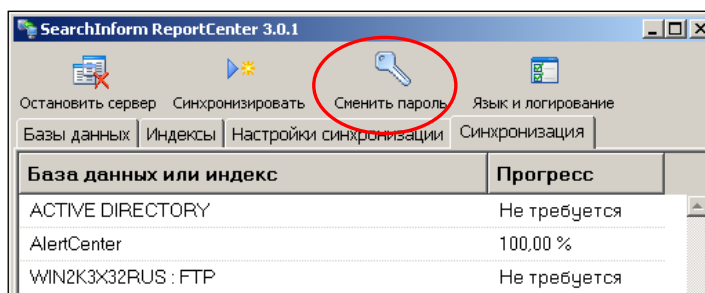 SearchInform ReportCenter 3.0.1
Остановить сервер Синхронизировать Сменить пароль Язык и логирование
Базы данных Индексы Настройки синхронизации Синхронизация
База данных или индекс Прогресс
ACTIVE DIRECTORY Не требуется
AlertCenter 100,00 %
WIN2K3X32RUS : FTP Не требуется